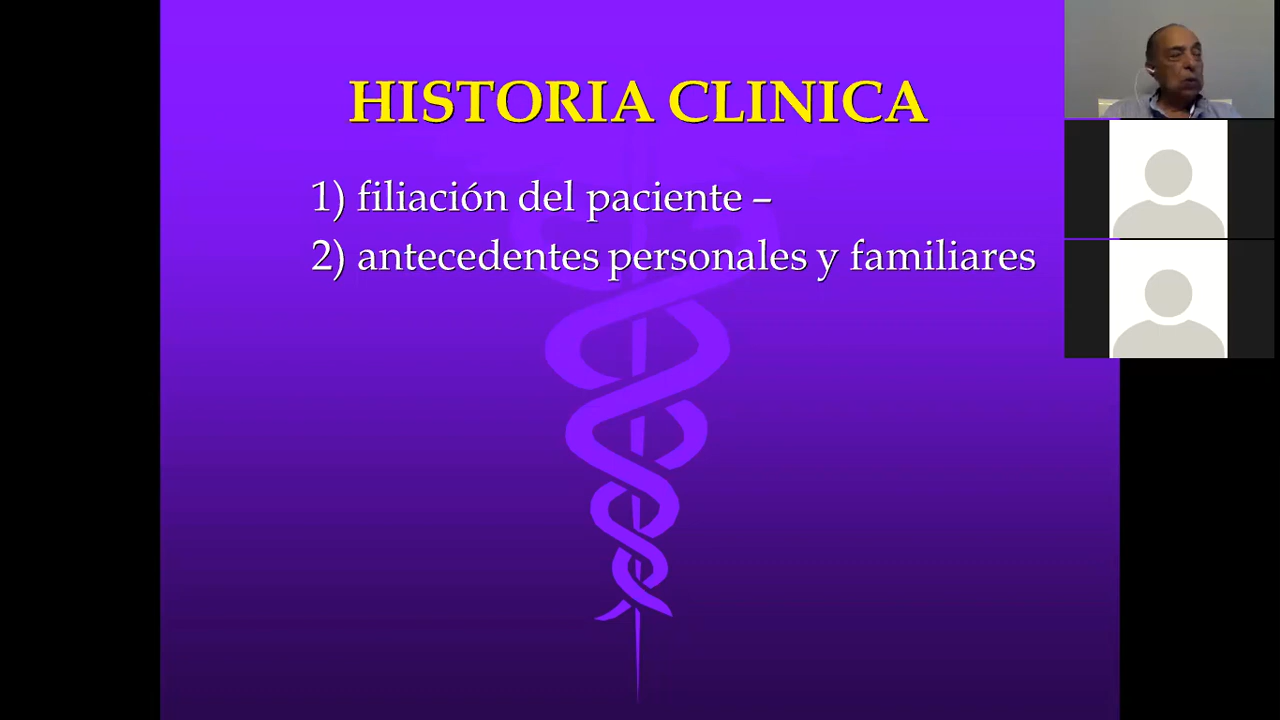 HISTORIA CLINICA
1) filiación del paciente –
2) antecedentes personales y familiares